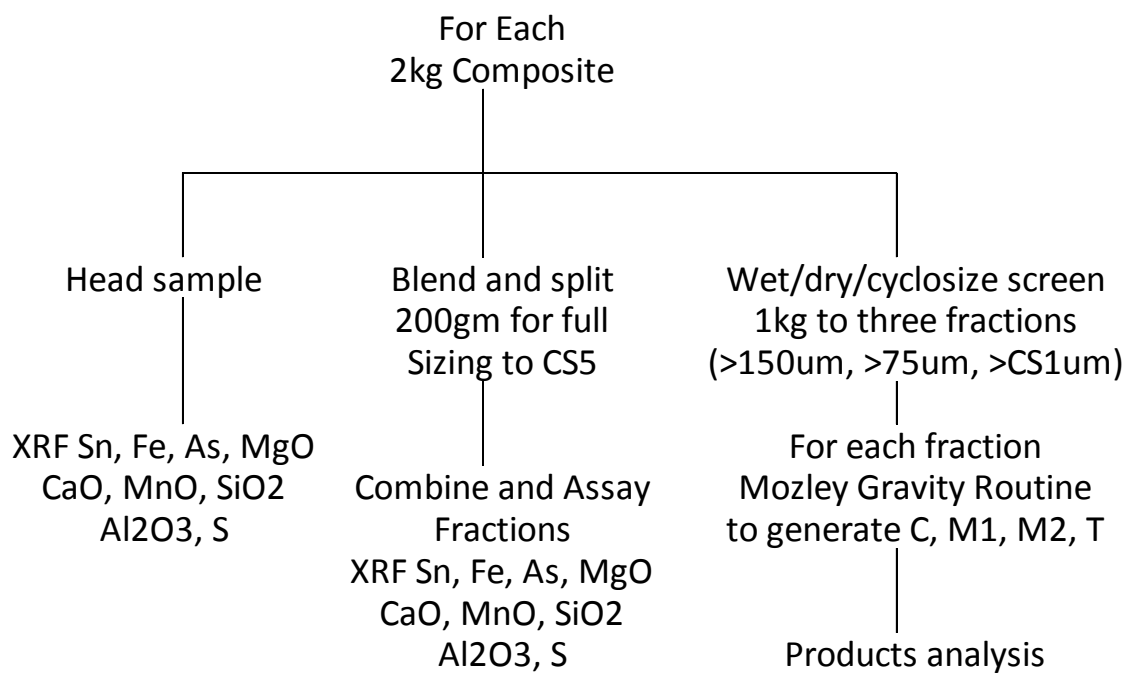 For Each
2kg Composite
Head sample
XRF Sn, Fe, As, MgO
CaO, MnO, SiO2
Al2O3, S
Blend and split
200gm for full
Sizing to CS5
Combine and Assay
Fractions
XRF Sn, Fe, As, MgO
CaO, MnO, SiO2
Al2O3, S
Wet/dry/cyclosize screen
1kg to three fractions
(>150um, >75um, >CS1um)
For each fraction
Mozley Gravity Routine
to generate C, M1, M2, T
Products analysis